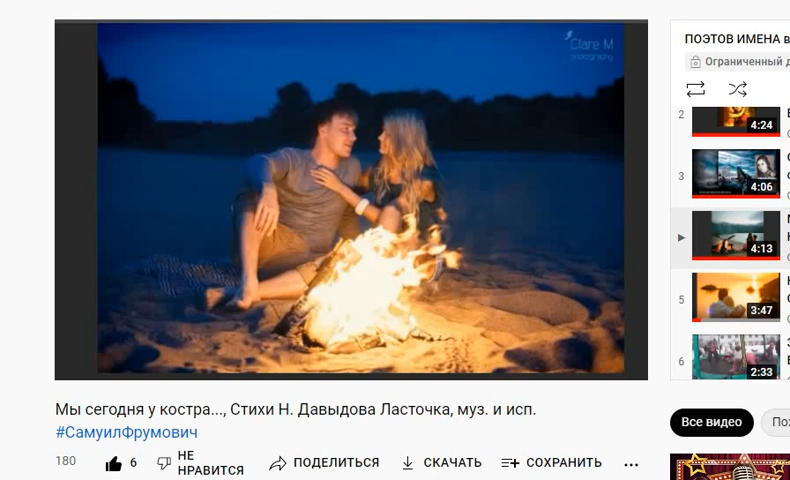 Clare M
photography
ПОЭТОВ ИМЕНА в
Ограниченный д
2
4:24
3
4:06
4:13
5
3:47
6
2:33
Мы сегодня у костра..., Стихи Н. Давыдова Ласточка, муз. и исп.
#СамуилФрумович
180
6
НЕ
НРАВИТСЯ
ПОДЕЛИТЬСЯ
СКАЧАТЬ
СОХРАНИТЬ
Все видео
Пох